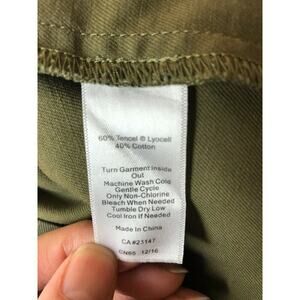 60% Tencel ® Lyocell
40% Cotton
Turn Garment Inside
Out
Machine Wash Cold
Gentle Cycle
Only Non-Chlorine
Bleach When Needed
Tumble Dry Low
Cool Iron If Needed
Made in China
CA#23147
CN65 12/16